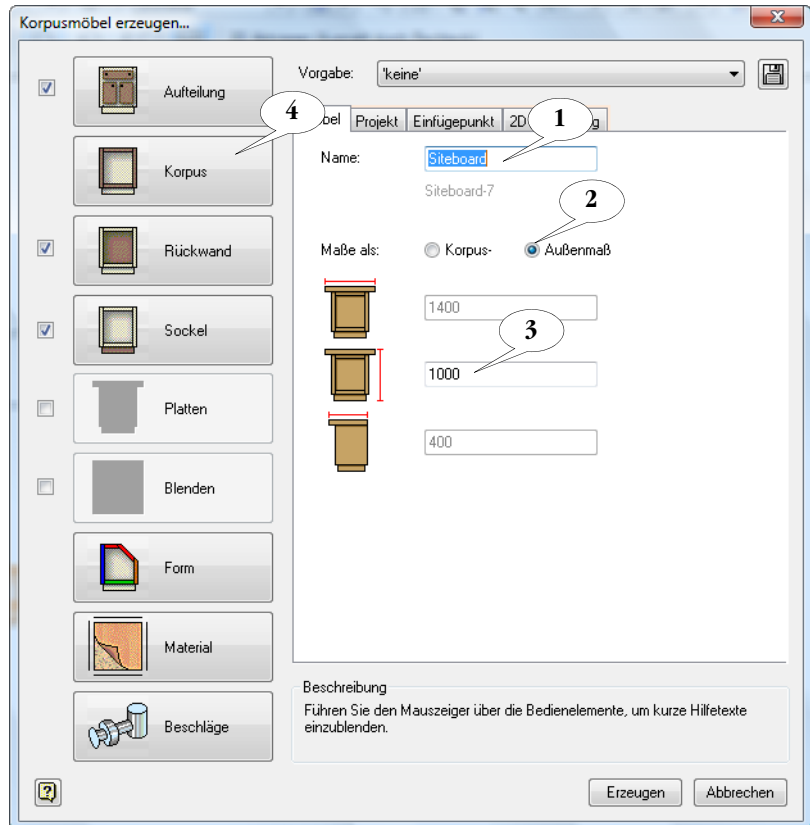 Korpusmöbel erzeugen...
Aufteilung
Korpus
Rückwand
Sockel
Platten
Blenden
Form
Material
Beschläge
Vorgabe: 'keine'
bel Projekt Einfügepunkt 2D g
4
1
Name: Siteboard
Siteboard-7
2
Maße als: Korpus- Außenmaß
1400
3
1000
400
Beschreibung
Führen Sie den Mauszeiger über die Bedienelemente, um kurze Hilfetexte
einzublenden.
Erzeugen Abbrechen